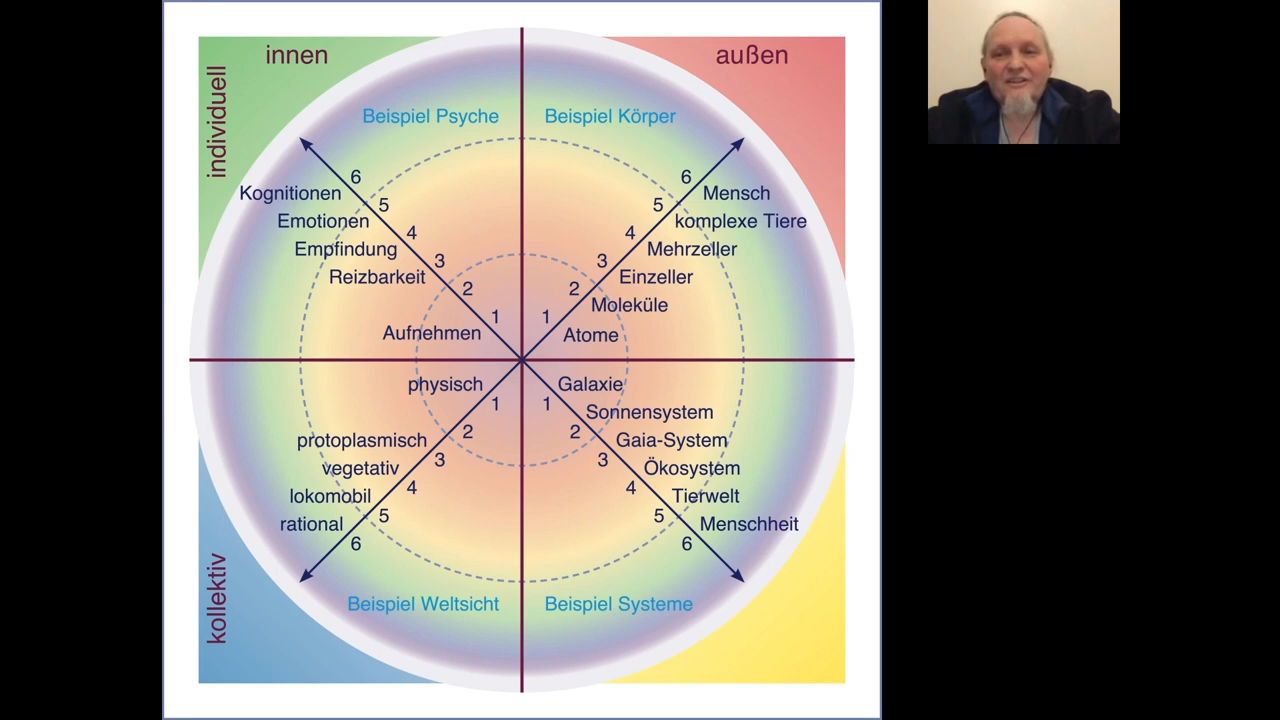 innen
außen
individuell
Beispiel Psyche
Beispiel Körper
6
6
Kognitionen
Mensch
5
5
Emotionen
komplexe Tiere
4
4
Empfindung
Mehrzeller
3
3
Reizbarkeit
Einzeller
2
2
Moleküle
1
1
Aufnehmen
Atome
physisch
Galaxie
1
1
Sonnensystem
2
2
protoplasmisch
Gaia-System
3
3
vegetativ
Ökosystem
4
4
lokomobil
Tierwelt
5
5
rational
Menschheit
6
6
kollektiv
Beispiel Weltsicht
Beispiel Systeme